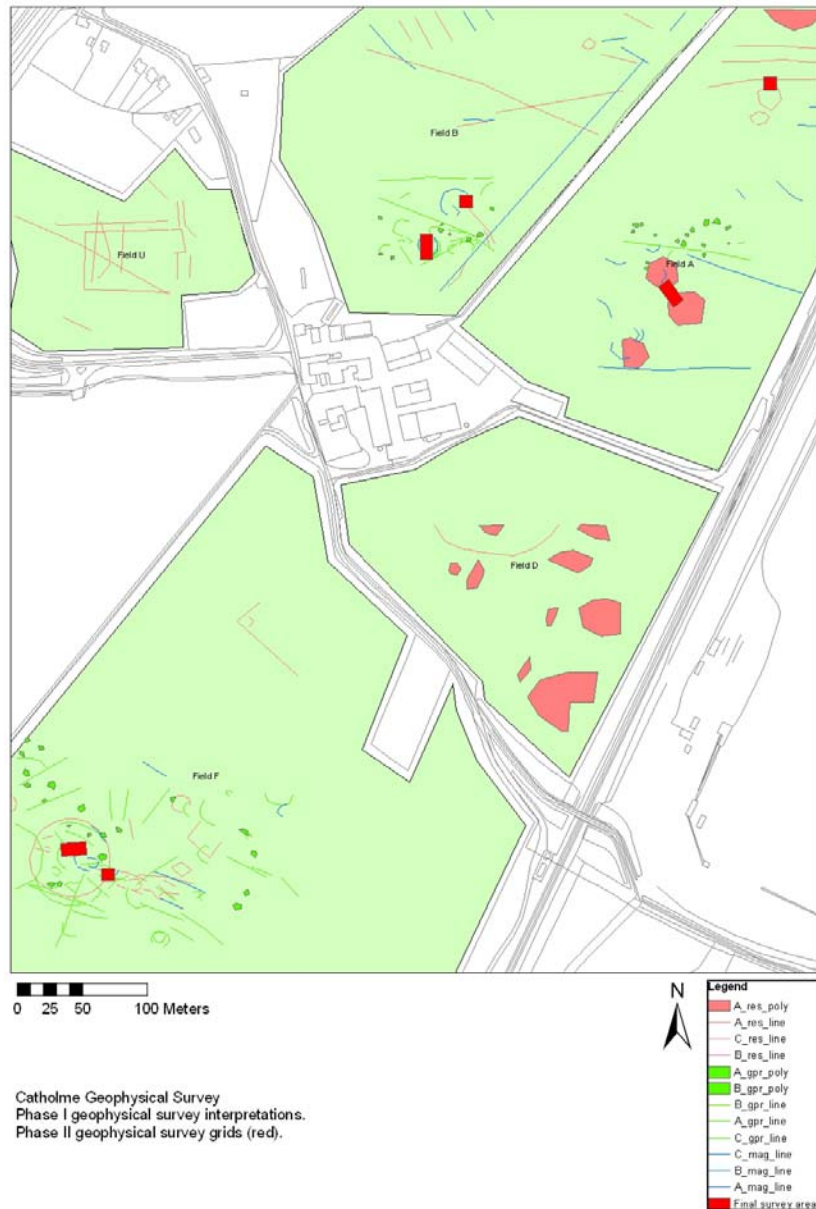 Field B
Field U
Field A
Field D
Field F
0 25 50 100 Meters
N
Catholme Geophysical Survey
Phase I geophysical survey interpretations.
Phase II geophysical survey grids (red).
Legend
A_res_poly
A_res_line
C_res_line
B_res_line
A_gpr_poly
B_gpr_poly
B_gpr_line
A_gpr_line
C_gpr_line
C_mag_line
B_mag_line
A_mag_line
Final survey area